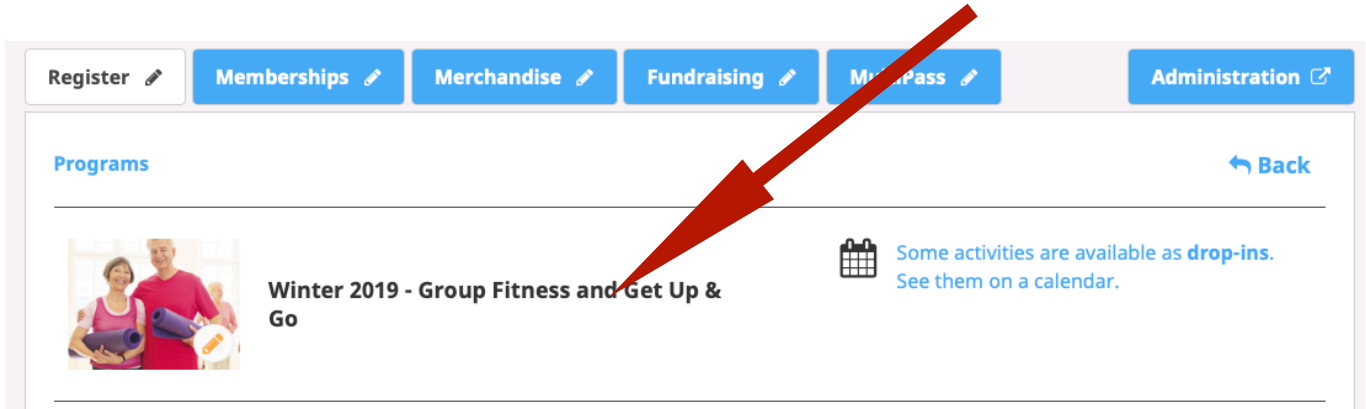 Register
Memberships
Merchandise
Fundraising
Administration
Programs
Back
Winter 2019 - Group Fitness and Get Up &
Go
Some activities are available as drop-ins.
See them on a calendar.